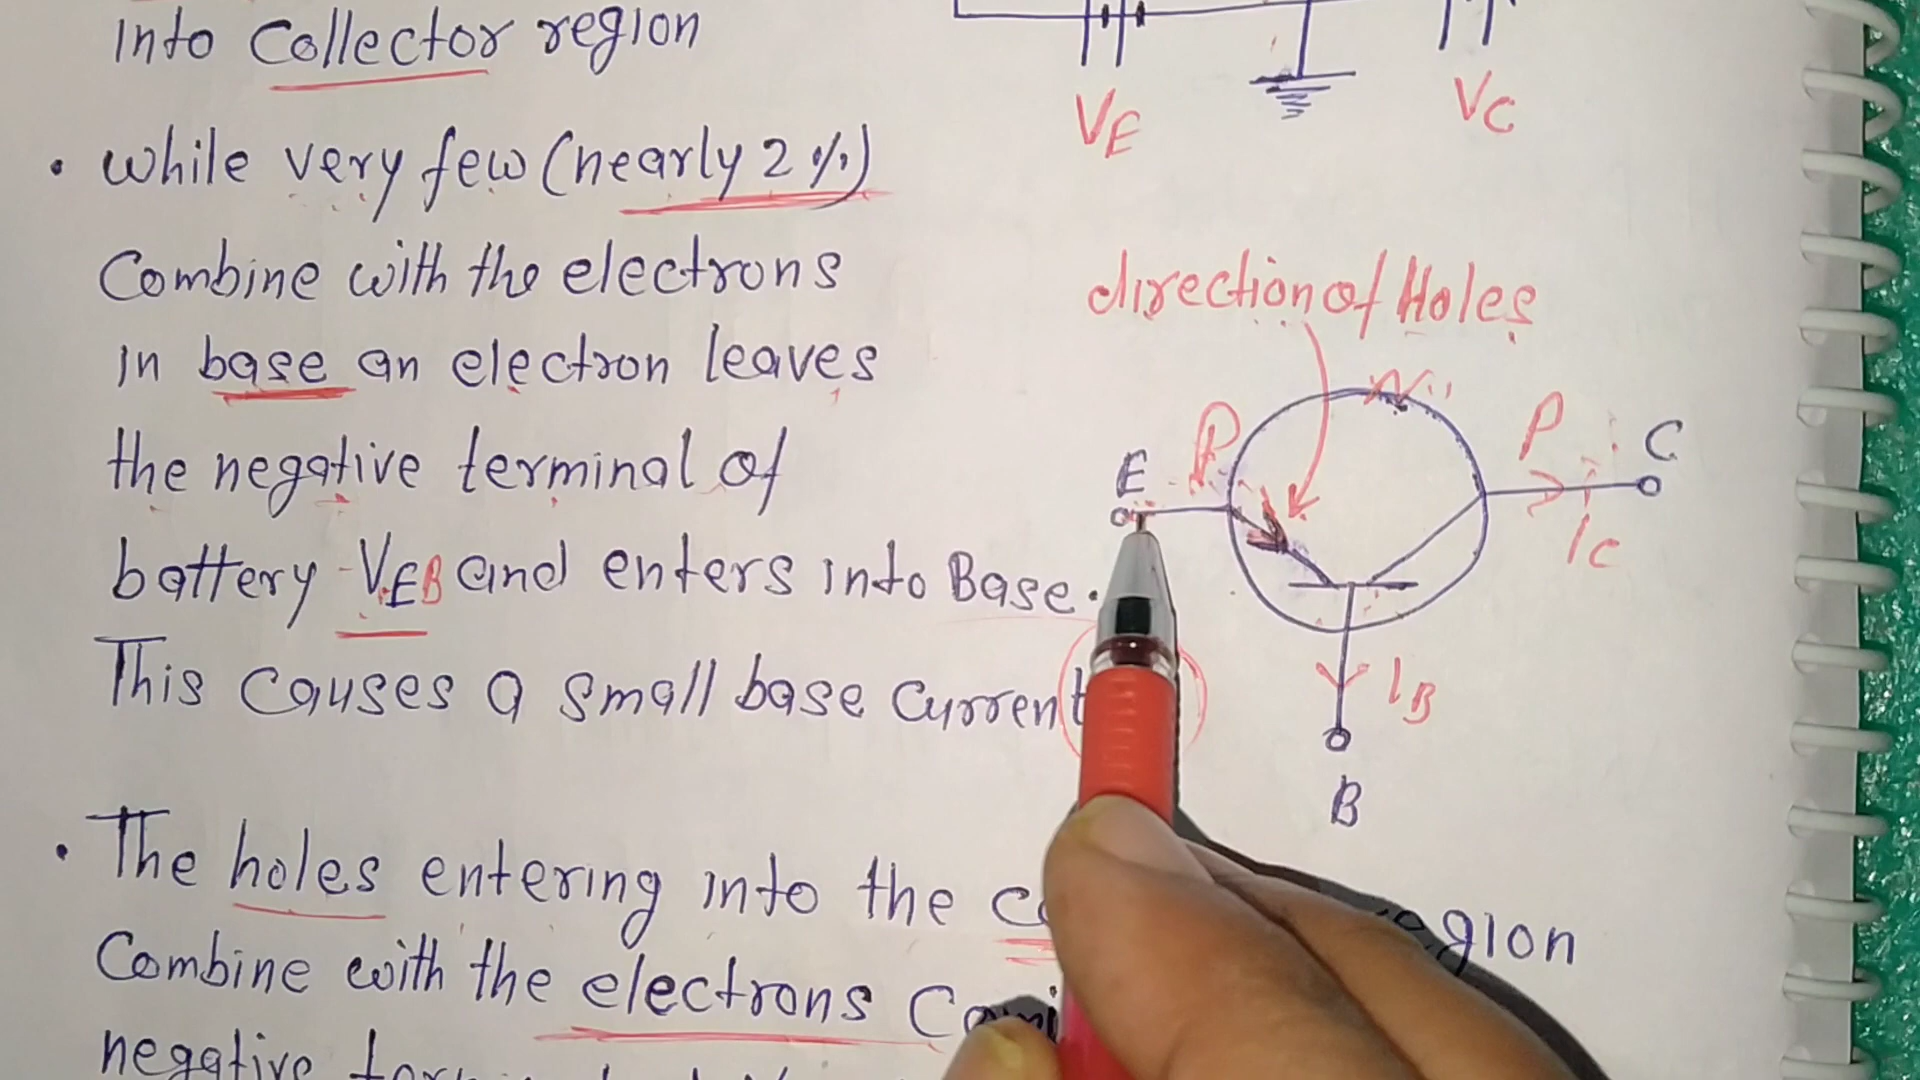 Into Collector region
• While very few (nearly 2%)
Combine with the electrons
in base an electron leaves
the negative terminal of
battery VEB and enters into Base.
This causes a small base current
• The holes entering into the
Combine with the electrons
negative
VE
VC
direction of Holes
N
P
P
E
C
IC
IB
B